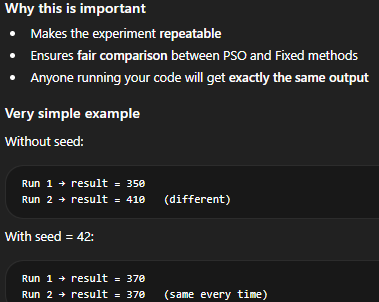 Why this is important
• Makes the experiment repeatable
• Ensures fair comparison between PSO and Fixed methods
• Anyone running your code will get exactly the same output
Very simple example
Without seed:
Run 1 → result = 350
Run 2 → result = 410 (different)
With seed = 42:
Run 1 → result = 370
Run 2 → result = 370 (same every time)